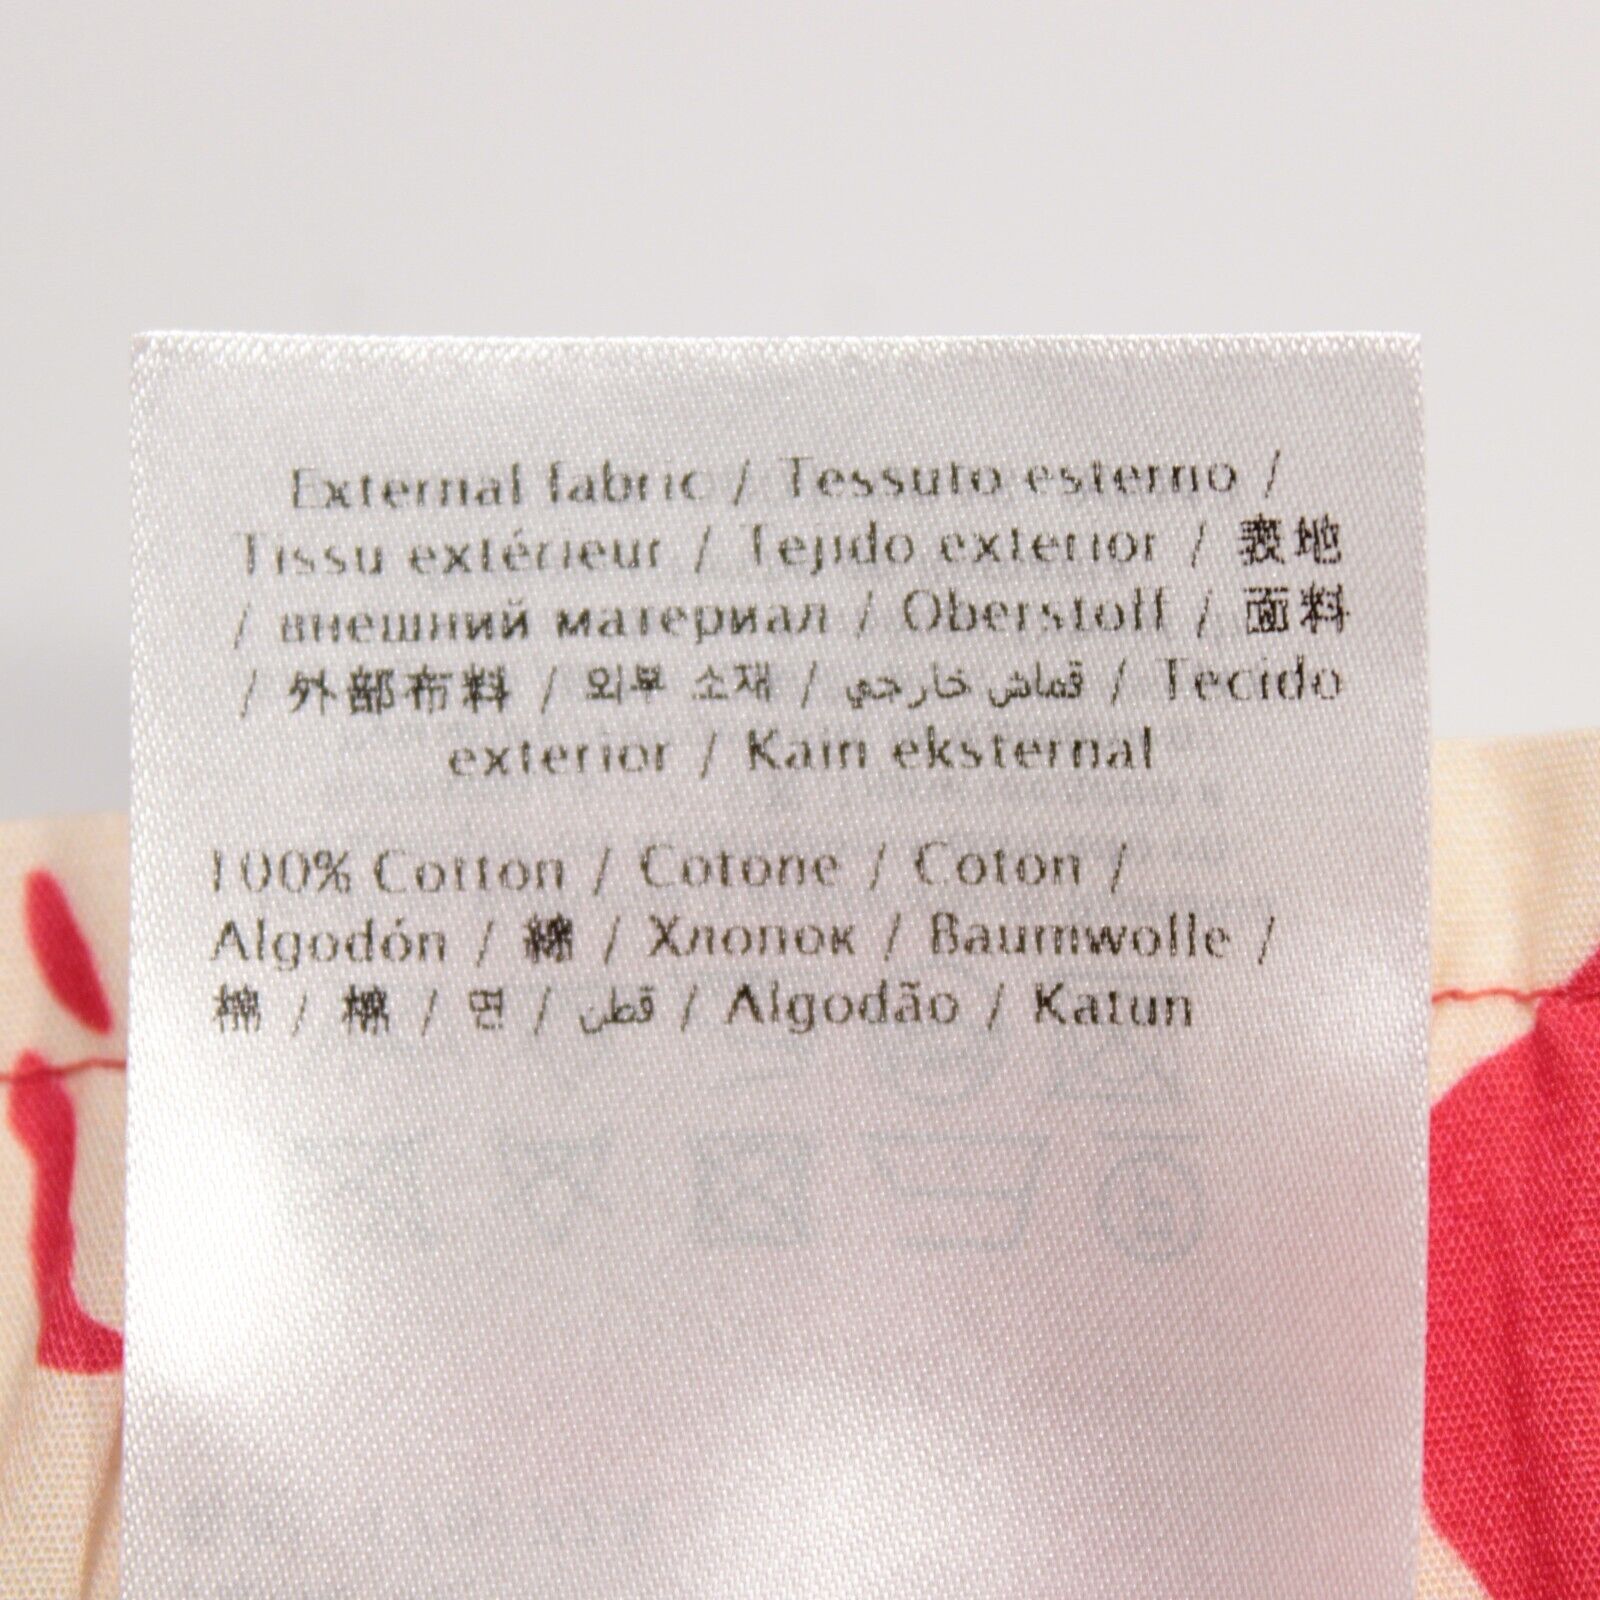 External fabric / Tessuto esterno /
Tissu extérieur / Tejido exterior / 表地
/ внешний материал / Oberstoff / 面料
/ 外部布料 / 외부 소재 / قماش خارجي / Tecido
exterior / Kain eksternal
100% Cotton / Cotone / Coton /
Algodón / 綿 / Хлопок / Baumwolle /
棉 / 棉 / 면 / قطن / Algodão / Katun